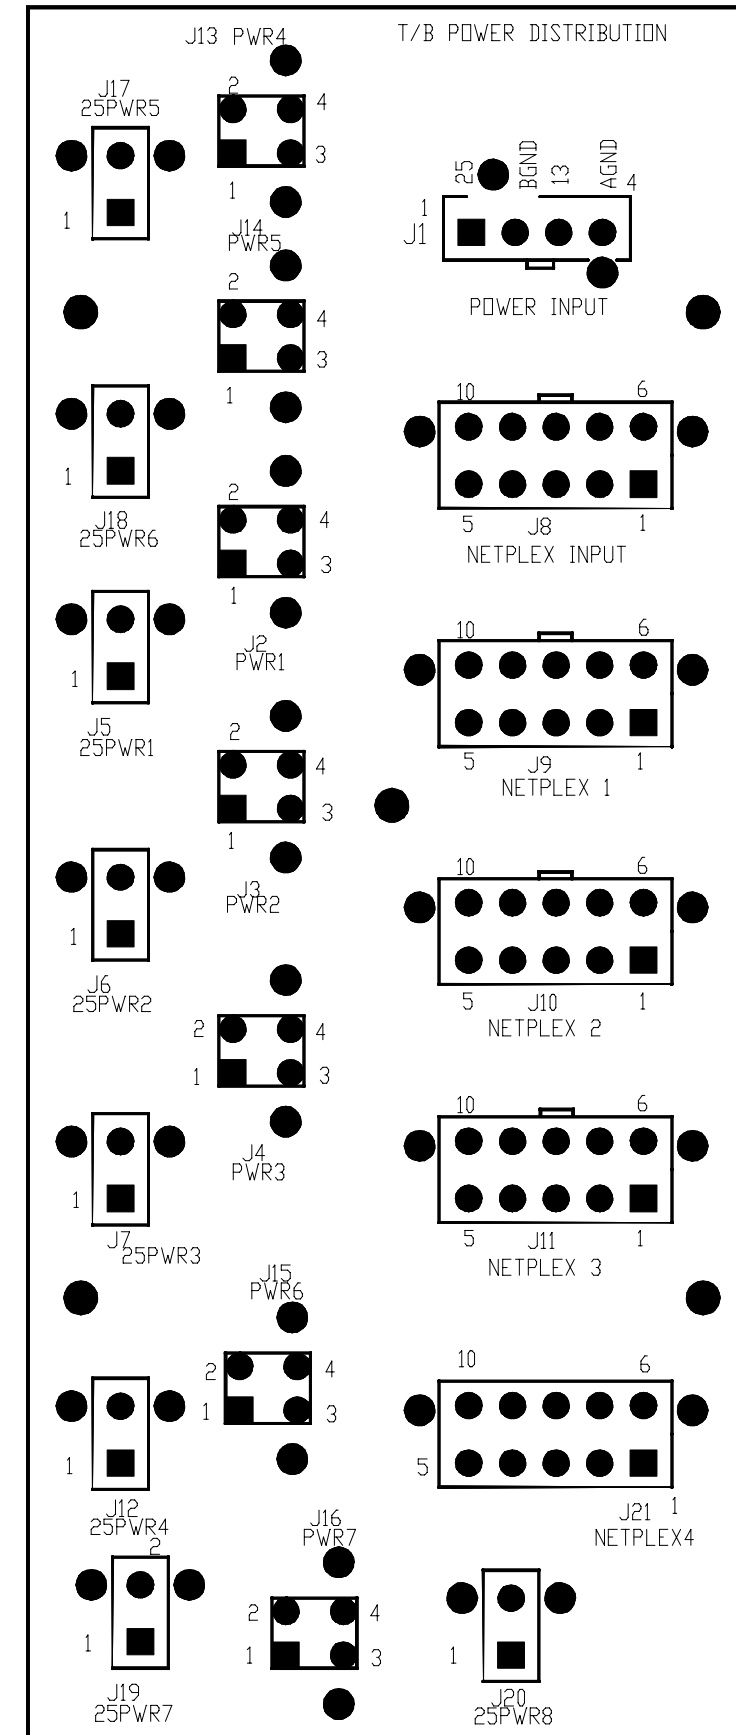 T/B POWER DISTRIBUTION
J13 PWR4
2
4
3
1
J17
25PWR5
1
25
BGND
13
AGND
1
4
J1
POWER INPUT
J14
PWR5
2
4
3
1
1
J18
25PWR6
10
6
5
J8
1
NETPLEX INPUT
2
4
3
1
J2
PWR1
1
J5
25PWR1
10
6
5
J9
1
NETPLEX 1
2
4
3
1
J3
PWR2
1
J6
25PWR2
10
6
5
J10
1
NETPLEX 2
2
4
1
3
J4
PWR3
1
J7
25PWR3
10
6
5
J11
1
NETPLEX 3
J15
PWR6
2
4
1
3
1
J12
25PWR4
10
6
5
1
J21
NETPLEX4
J16
PWR7
2
4
1
3
2
1
J19
25PWR7
1
J20
25PWR8